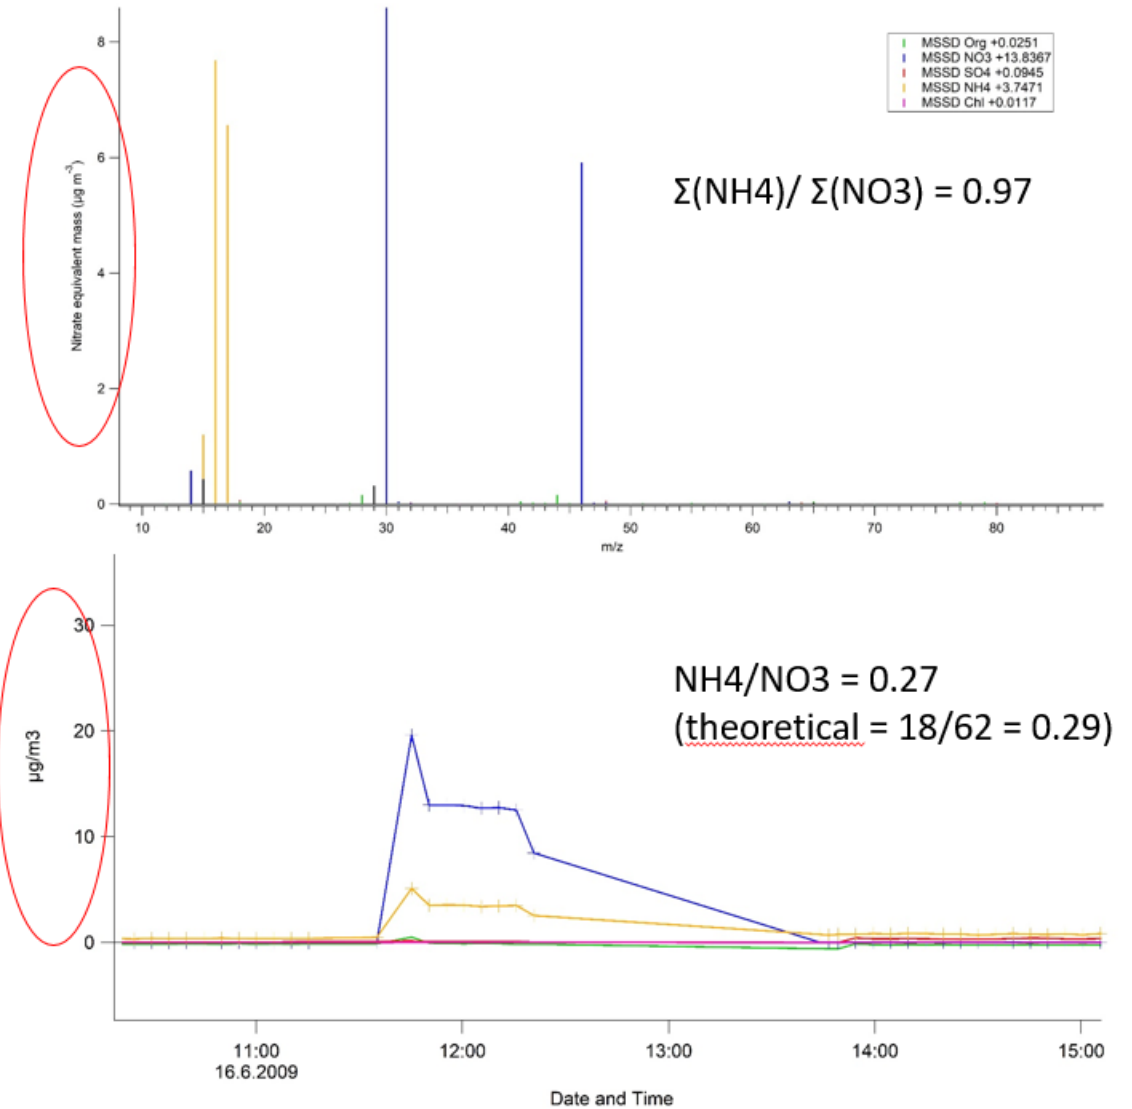 MSSD Org +0.0251
MSSD NO3 +13.8367
MSSD SO4 +0.0945
MSSD NH4 +3.7471
MSSD Chl +0.0117
Σ(NH4)/ Σ(NO3) = 0.97
Nitrate equivalent mass (µg m⁻³)
8
6
4
2
0
10 20 30 40 50 60 70 80
m/z
NH4/NO3 = 0.27
(theoretical = 18/62 = 0.29)
µg/m3
30
20
10
0
11:00 12:00 13:00 14:00 15:00
16.6.2009
Date and Time